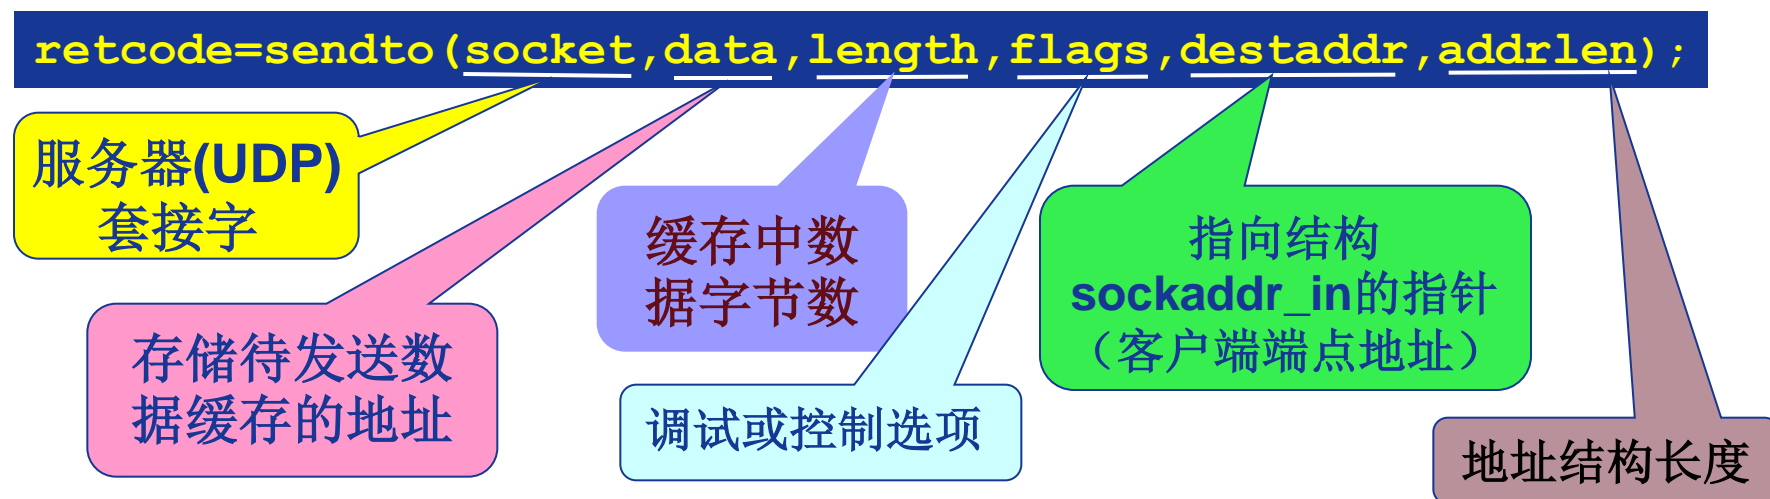 retcode=sendto(socket,data,length,flags,destaddr,addrlen);
服务器(UDP)
套接字
存储待发送数
据缓存的地址
缓存中数
据字节数
调试或控制选项
指向结构
sockaddr_in的指针
（客户端端点地址）
地址结构长度